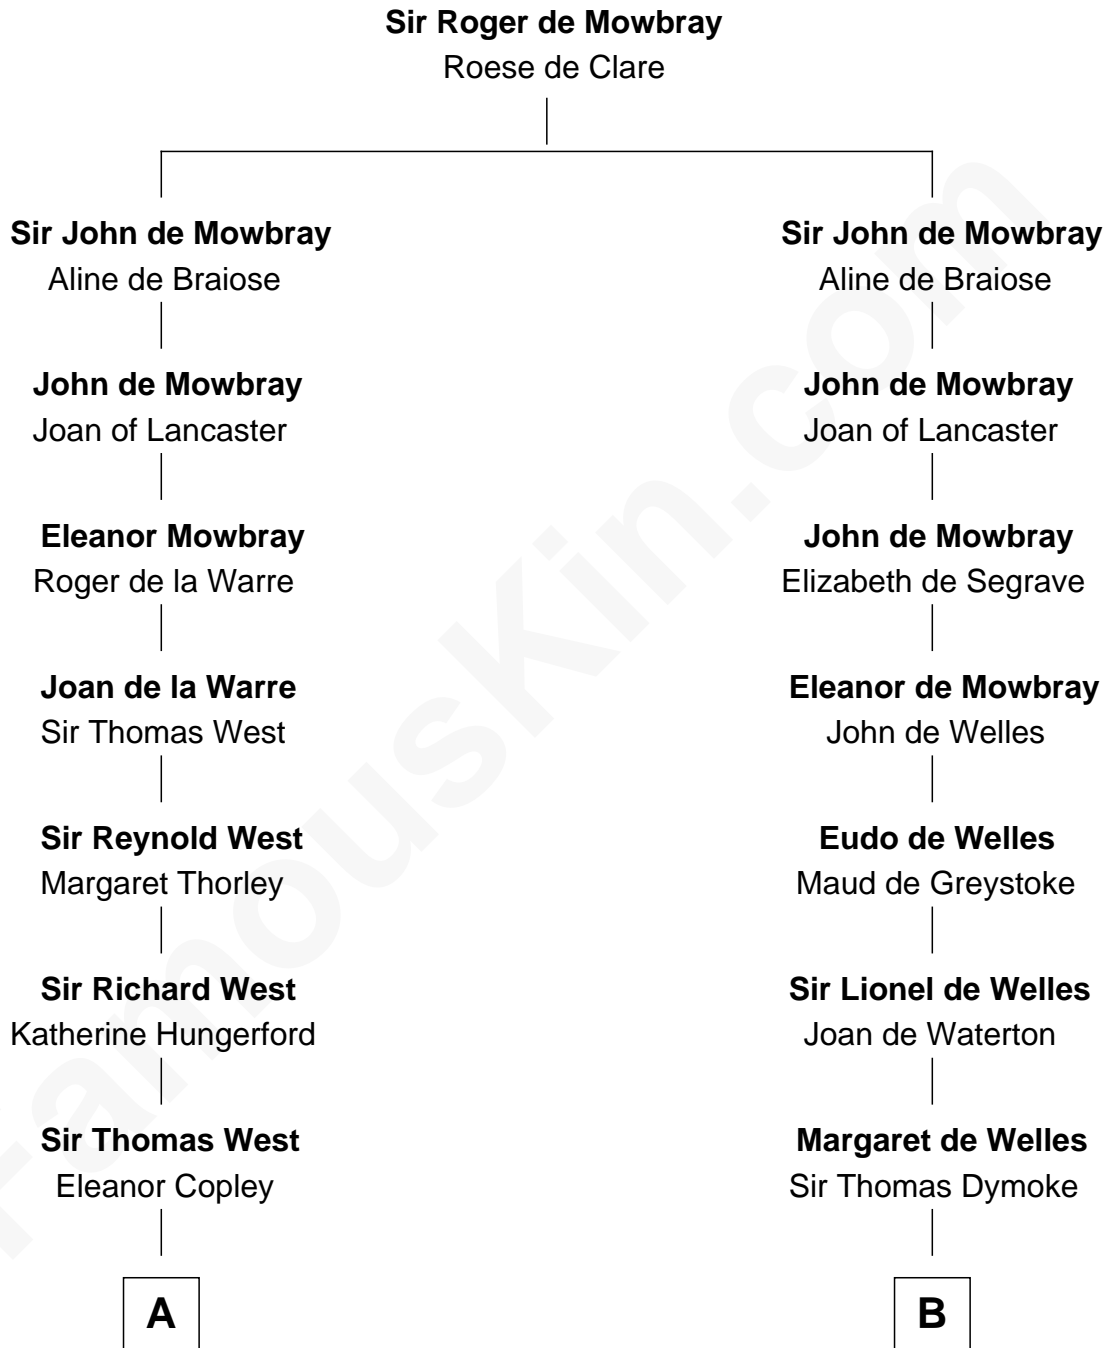 Sir Roger de Mowbray
Roese de Clare
Sir John de Mowbray
Aline de Braiose
John de Mowbray
Joan of Lancaster
Eleanor Mowbray
Roger de la Warre
Joan de la Warre
Sir Thomas West
Sir Reynold West
Margaret Thorley
Sir Richard West
Katherine Hungerford
Sir Thomas West
Eleanor Copley
A
Sir John de Mowbray
Aline de Braiose
John de Mowbray
Joan of Lancaster
John de Mowbray
Elizabeth de Segrave
Eleanor de Mowbray
John de Welles
Eudo de Welles
Maud de Greystoke
Sir Lionel de Welles
Joan de Waterton
Margaret de Welles
Sir Thomas Dymoke
B
FamousKin.com